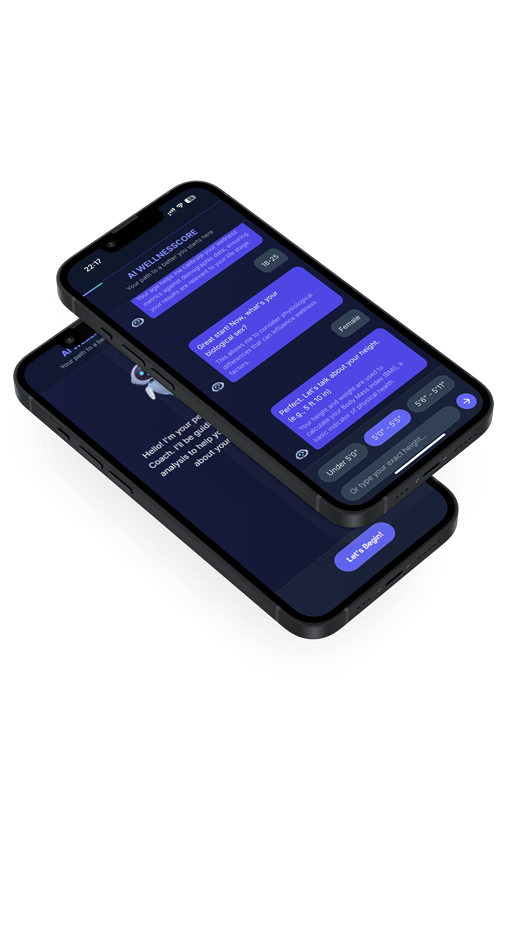 22:17
AI WELLNESSCORE
Your path to a better you starts here
Your age helps me calibrate your wellness
metrics against demographic data, ensuring
your results are relevant to your life stage.
18-25
Great start! Now, what's your
biological sex?
This allows me to consider physiological
differences that can influence wellness
factors.
Female
Perfect. Let's talk about your height.
(e.g., 5 ft 10 in)
Your height and weight are used to
calculate your Body Mass Index (BMI), a
basic indicator of physical health.
Under 5'0"
5'0" - 5'5"
5'6" - 5'11"
Or type your exact height...
AI
Your path to a
Hello! I'm your
Coach. I'll be
analysis to help
about your
Let's Begin!